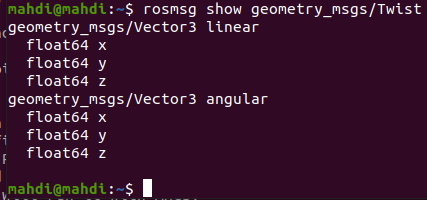 mahdi@mahdi:~$ rosmsg show geometry_msgs/Twist
geometry_msgs/Vector3 linear
  float64 x
  float64 y
  float64 z
geometry_msgs/Vector3 angular
  float64 x
  float64 y
  float64 z

mahdi@mahdi:~$